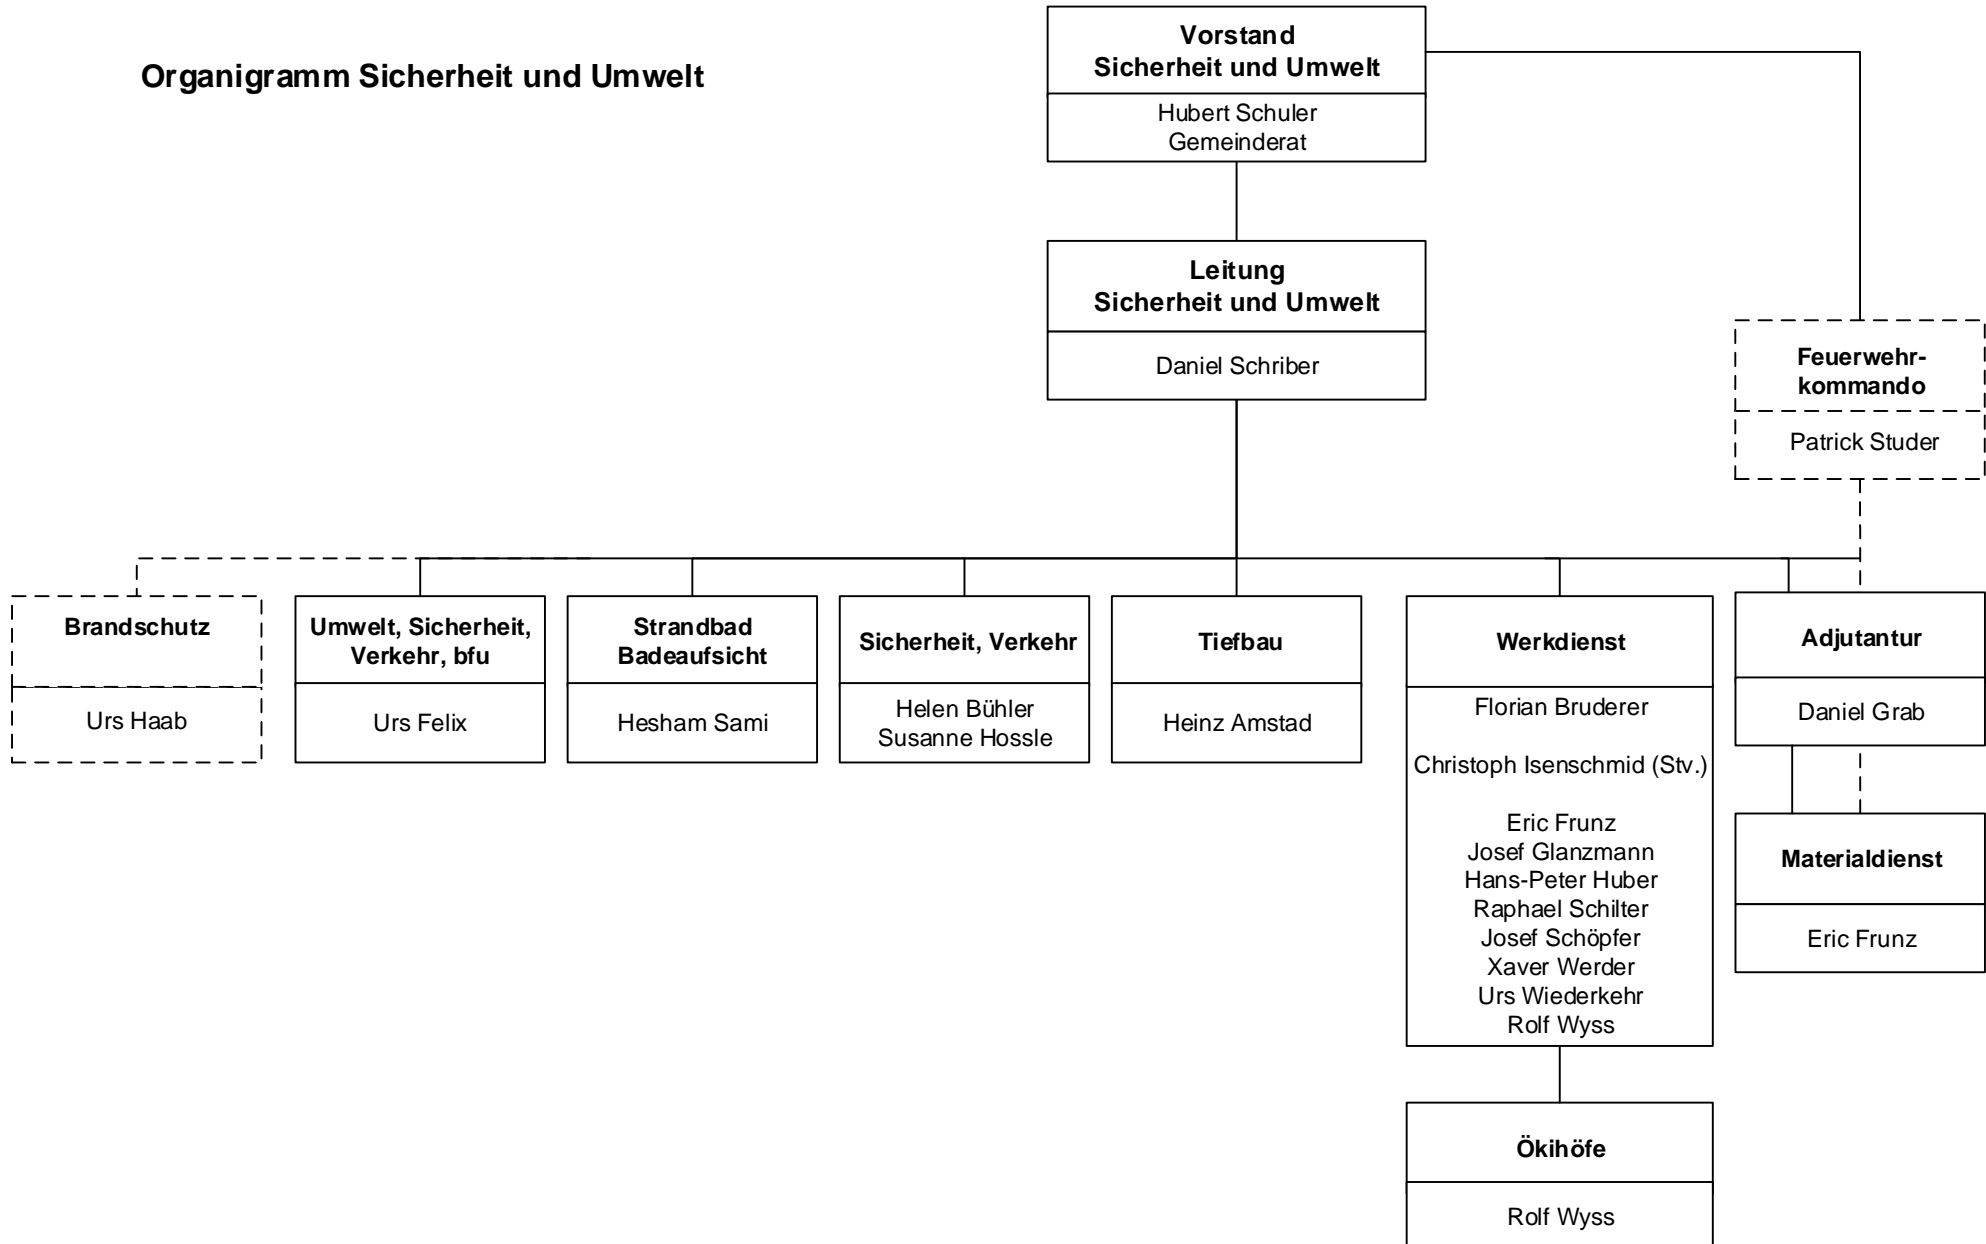 Organigramm Sicherheit und Umwelt
Vorstand
Sicherheit und Umwelt
Hubert Schuler
Gemeinderat
Leitung
Sicherheit und Umwelt
Daniel Schriber
Feuerwehr-
kommando
Patrick Studer
Brandschutz
Urs Haab
Umwelt, Sicherheit,
Verkehr, bfu
Urs Felix
Strandbad
Badeaufsicht
Hesham Sami
Sicherheit, Verkehr
Helen Bühler
Susanne Hossle
Tiefbau
Heinz Amstad
Werkdienst
Florian Bruderer
Christoph Isenschmid (Stv.)
Eric Frunz
Josef Glanzmann
Hans-Peter Huber
Raphael Schilter
Josef Schöpfer
Xaver Werder
Urs Wiederkehr
Rolf Wyss
Adjutantur
Daniel Grab
Materialdienst
Eric Frunz
Ökihöfe
Rolf Wyss